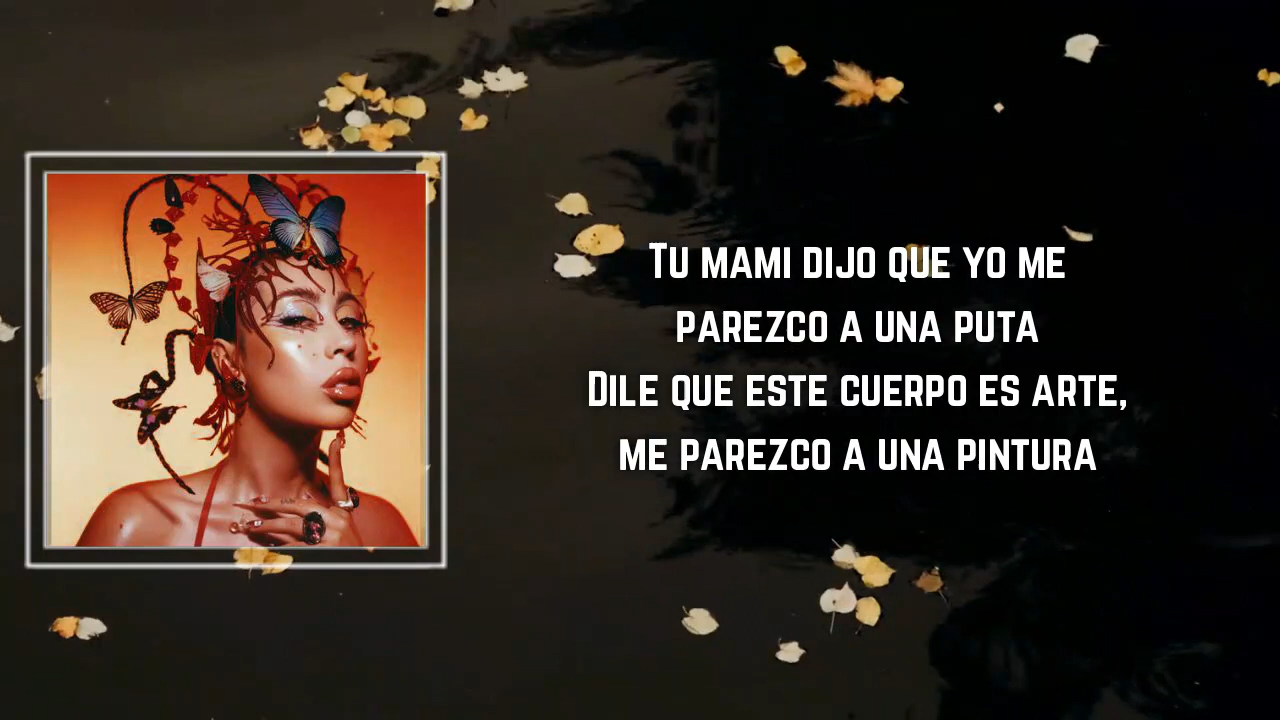 Tu mami dijo que yo me
parezco a una puta
Dile que este cuerpo es arte,
me parezco a una pintura